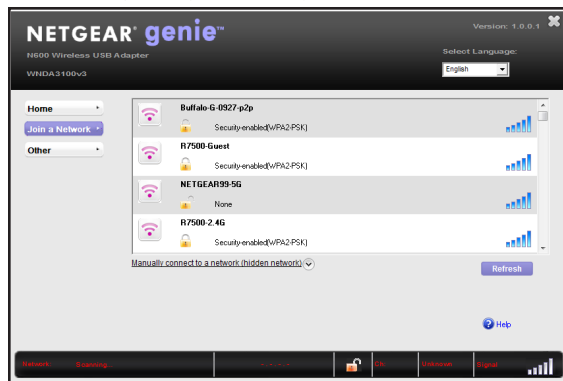 NETGEAR® genie™
Version: 1.0.0.1
N600 Wireless USB Adapter
Select Language:
WNDA3100v3
English
Home
Join a Network
Other
Buffalo-G-0927-p2p
Security-enabled(WPA2-PSK)
R7500-Guest
Security-enabled(WPA2-PSK)
NETGEAR99-5G
None
R7500-2.4G
Security-enabled(WPA2-PSK)
Manually connect to a network (hidden network)
Refresh
? Help
Network: Scanning... - - - - Ch: Unknown Signal